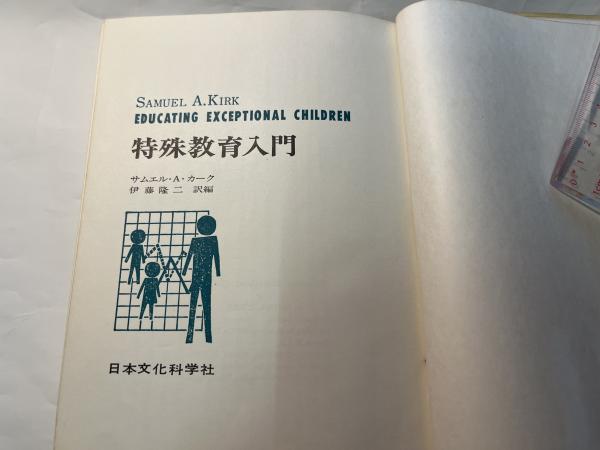 SAMUEL A. KIRK
EDUCATING EXCEPTIONAL CHILDREN
特殊教育入門
サムエル・A・カーク
伊藤隆二 訳編
日本文化科学社